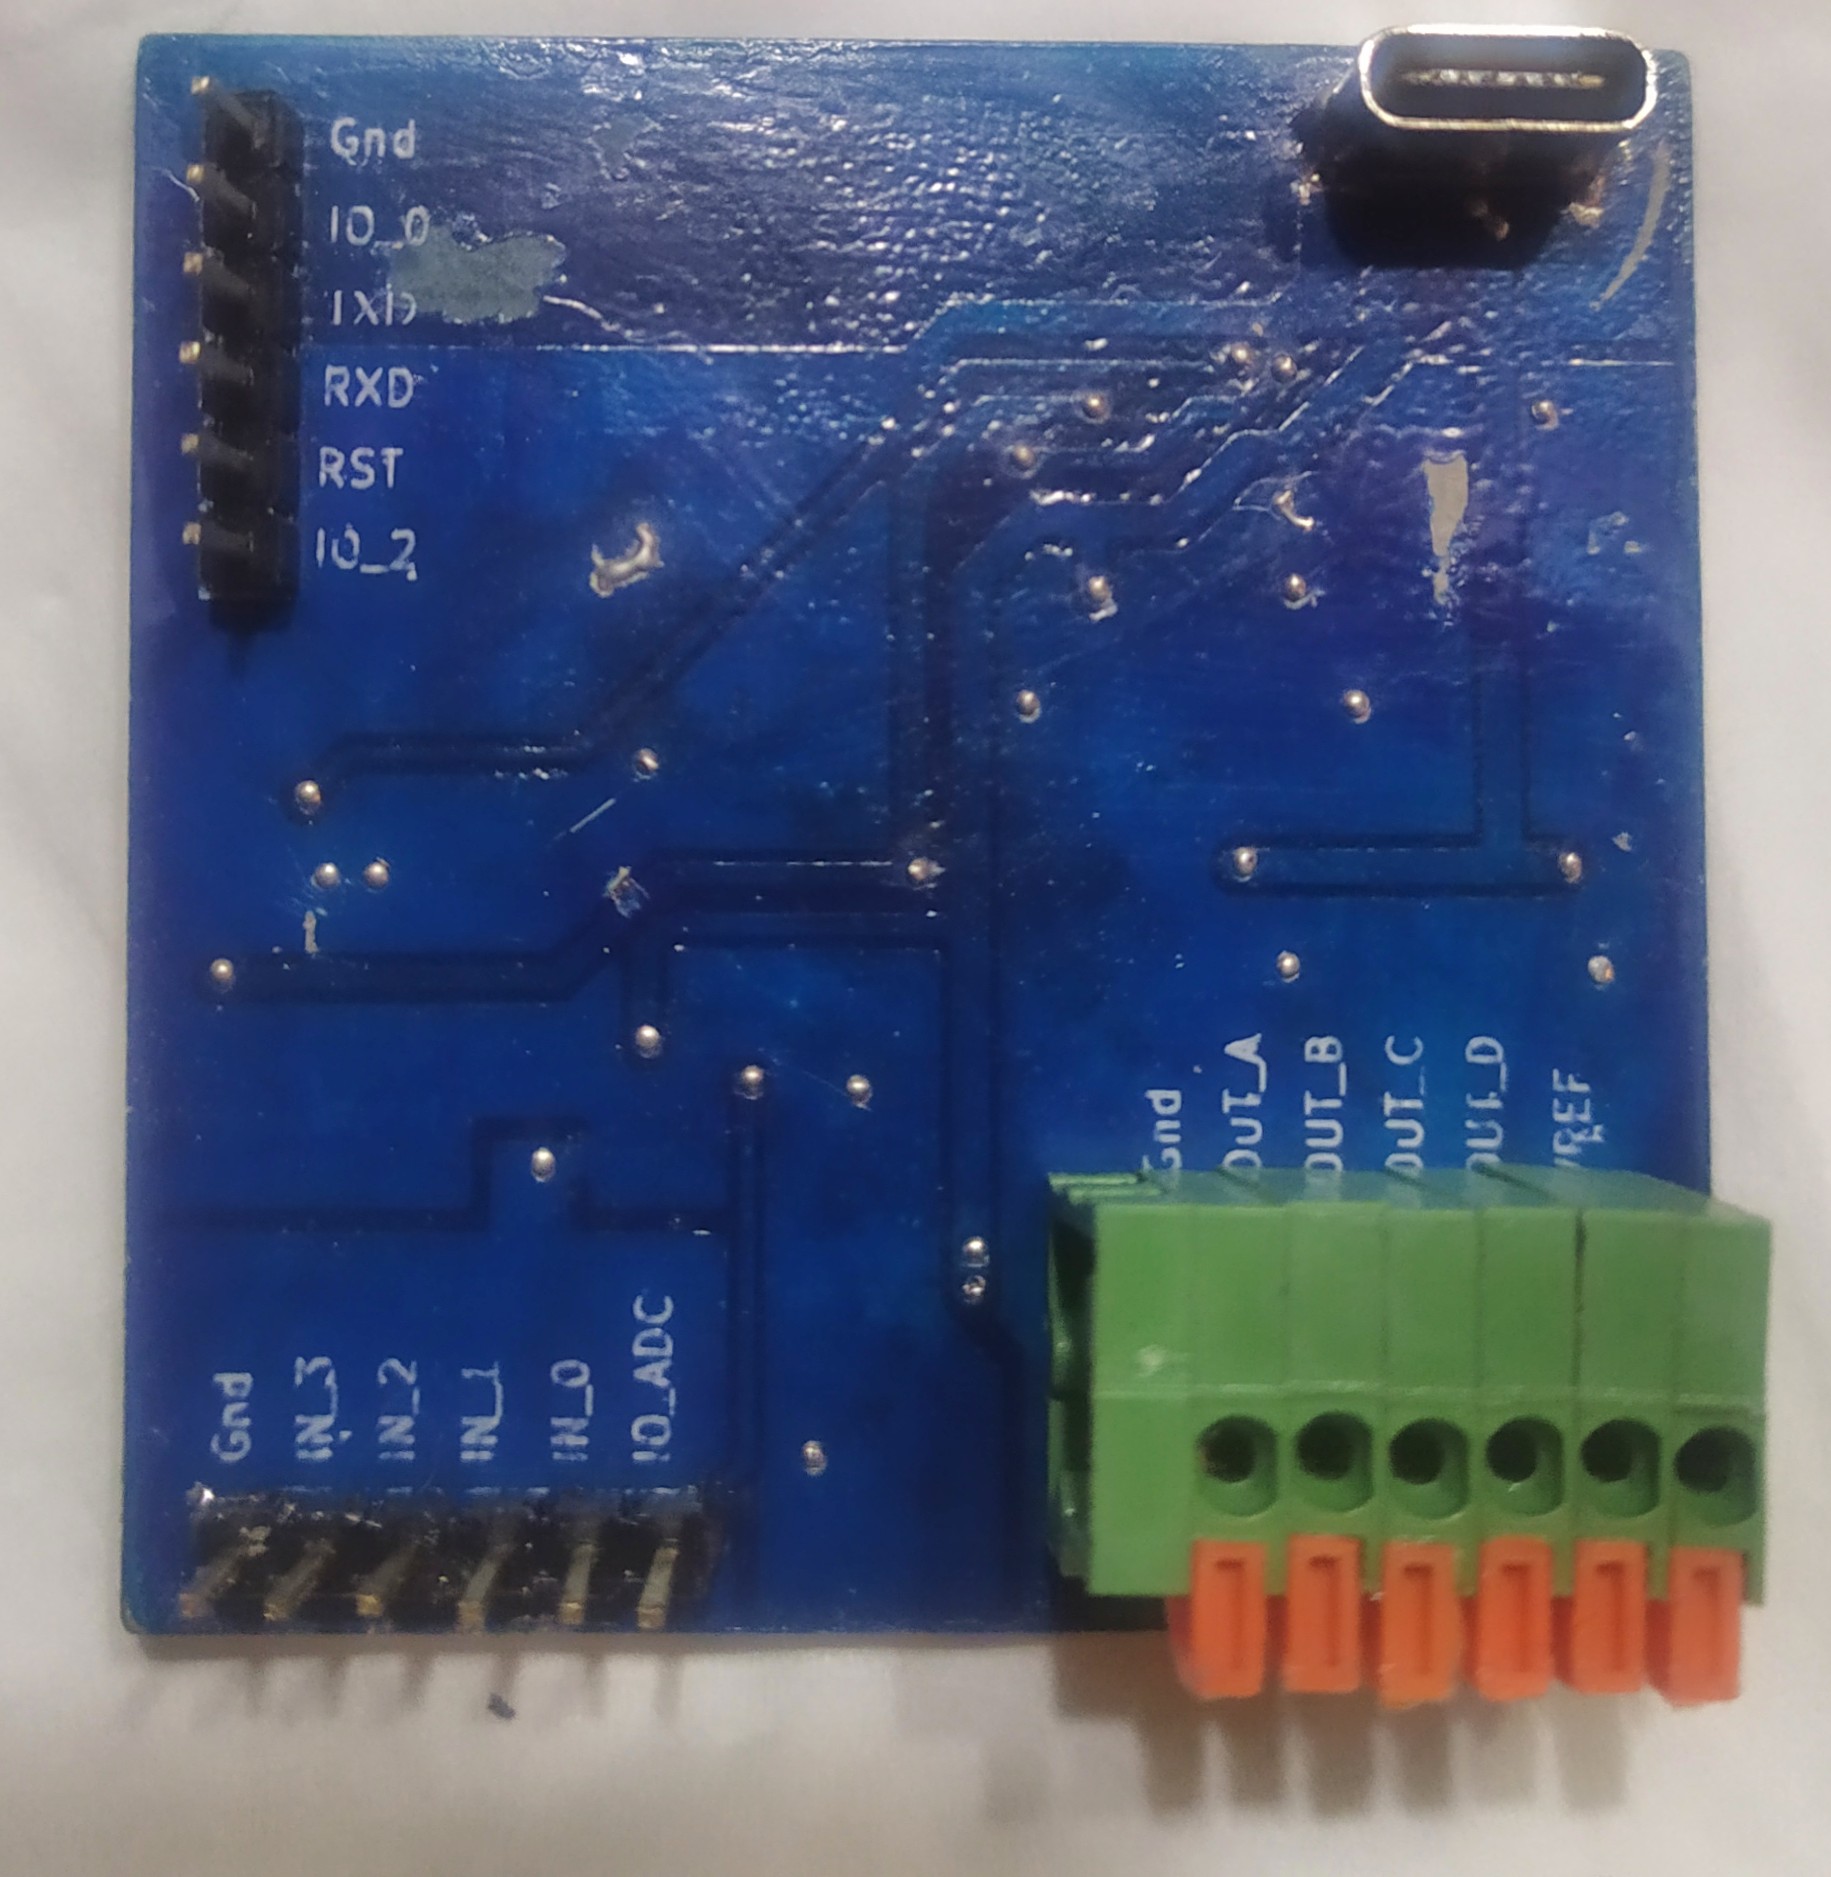 Gnd
IO_0
TXD
RXD
RST
IO_2
Gnd
OUT_A
OUT_B
OUT_C
OUT_D
VREF
Gnd
IN_3
IN_2
IN_1
IN_0
IO_ADC